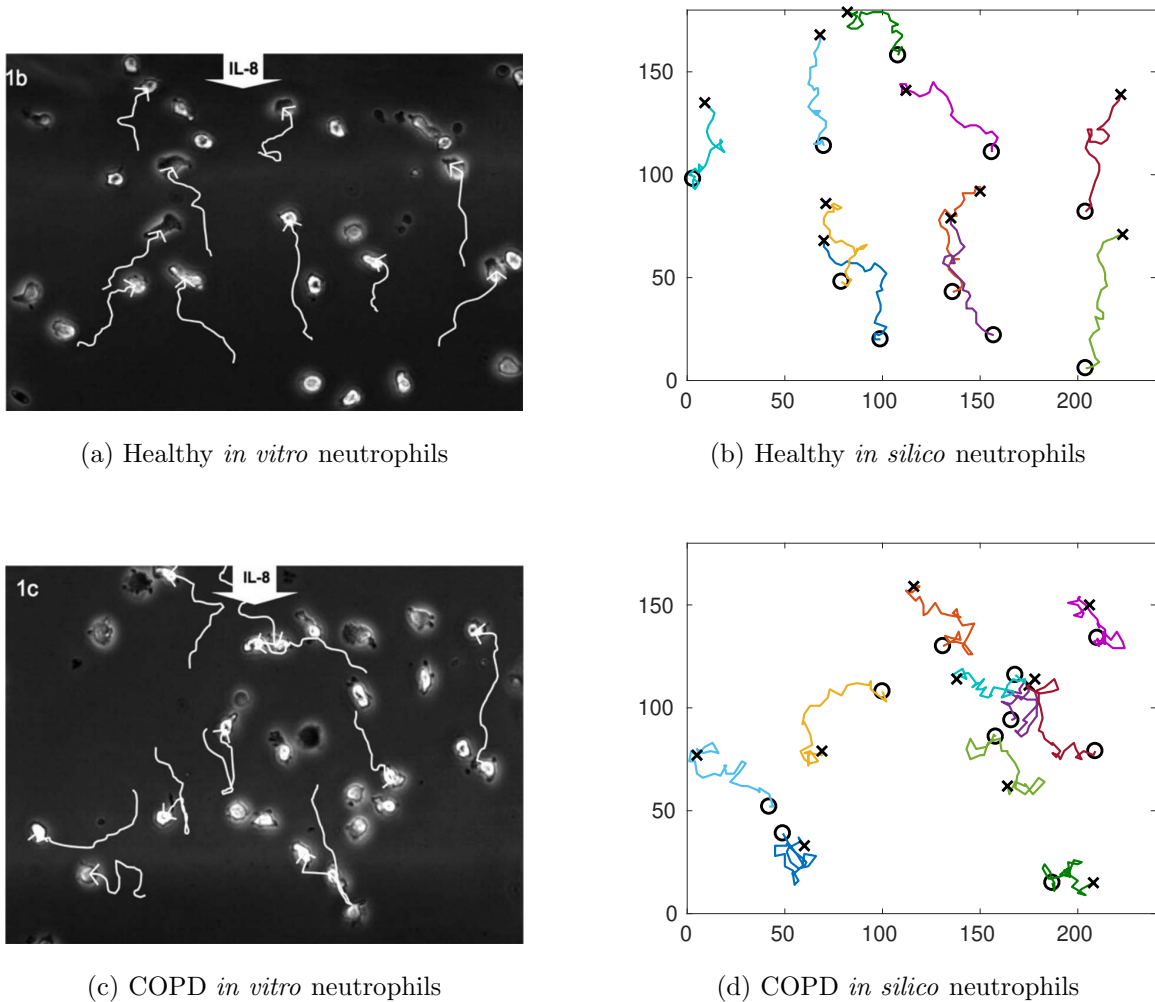 1b
IL-8
150
100
50
0
0 50 100 150 200
(a) Healthy in vitro neutrophils
(b) Healthy in silico neutrophils
1c
IL-8
150
100
50
0
0 50 100 150 200
(c) COPD in vitro neutrophils
(d) COPD in silico neutrophils